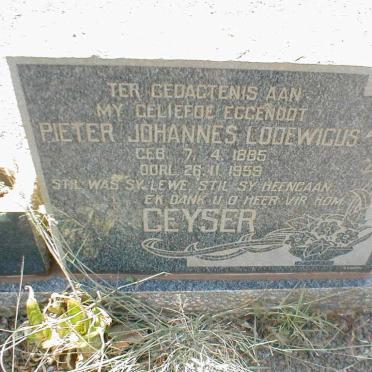 TER GEDACTENIS AAN
MY GELIEFDE EGGENOOT
PIETER JOHANNES LODEWICUS
GEB. 7. 4. 1885
OORL. 26. 11. 1959
STIL WAS SY LEWE, STIL SY HEENGAAN
EK DANK U O HEER VIR HOM
GEYSER